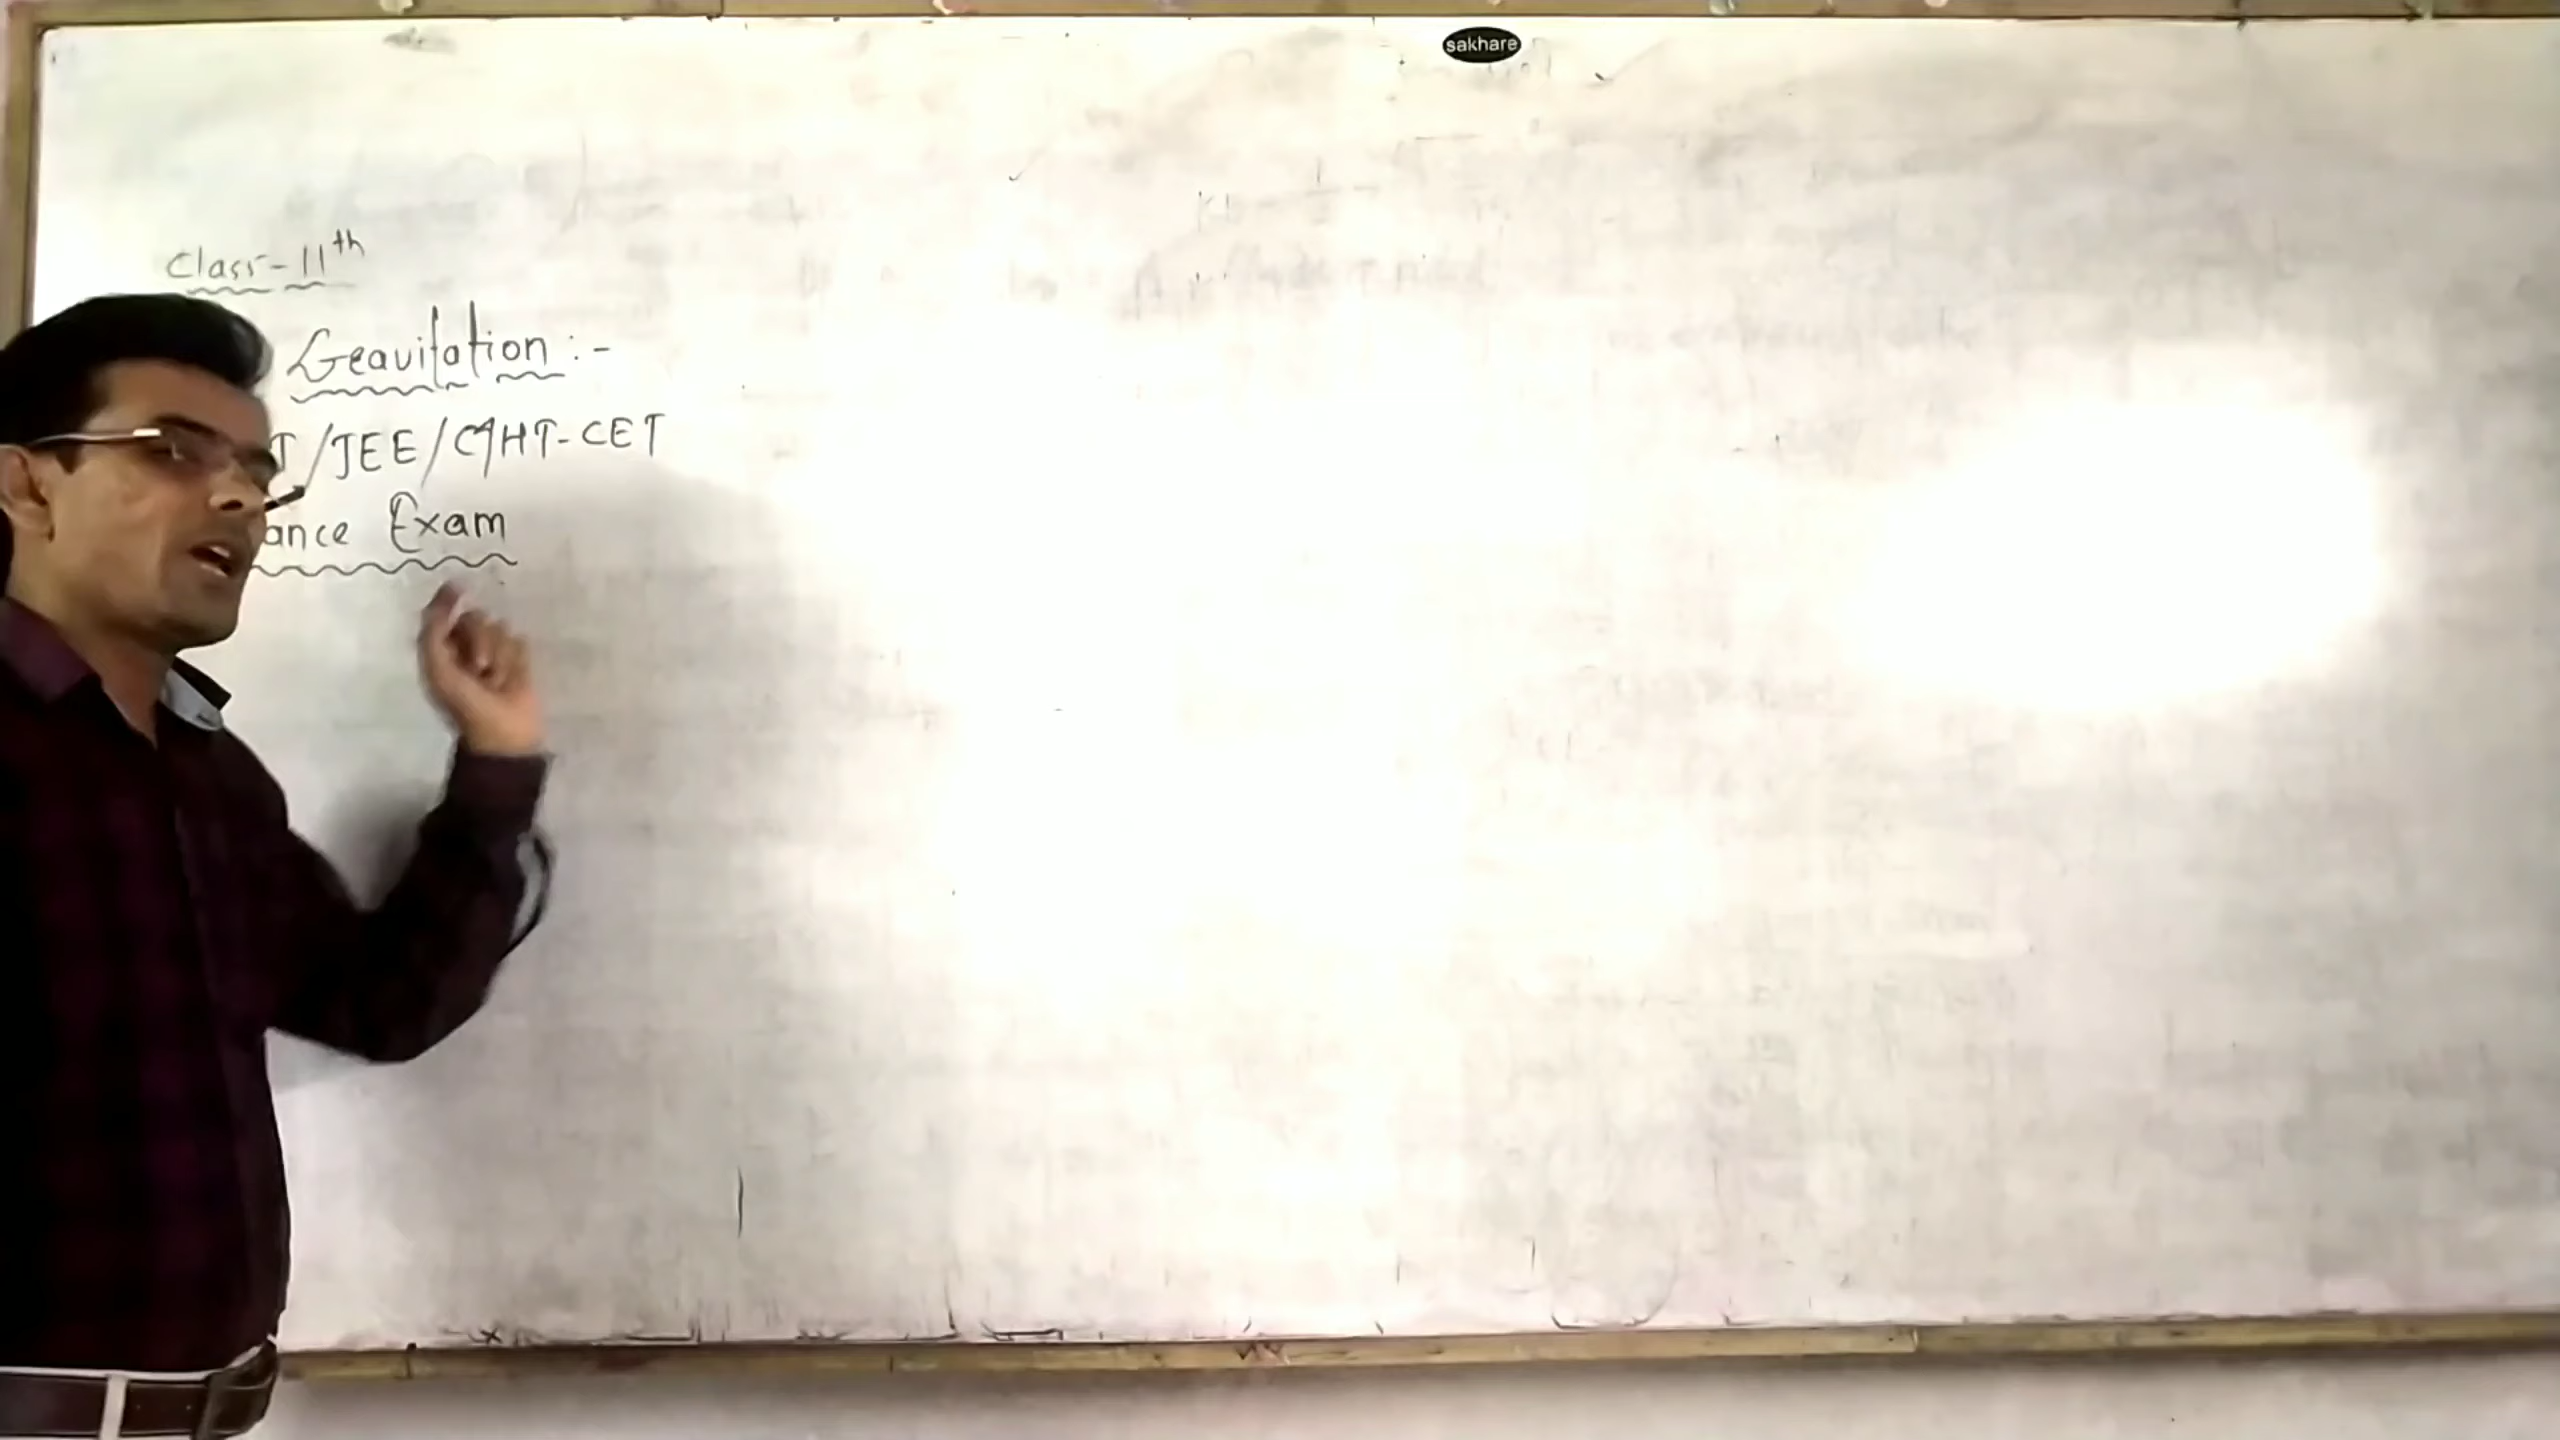 sakhare
Class-11th
Geavitation :-
T/JEE/MHT-CET
ance Exam